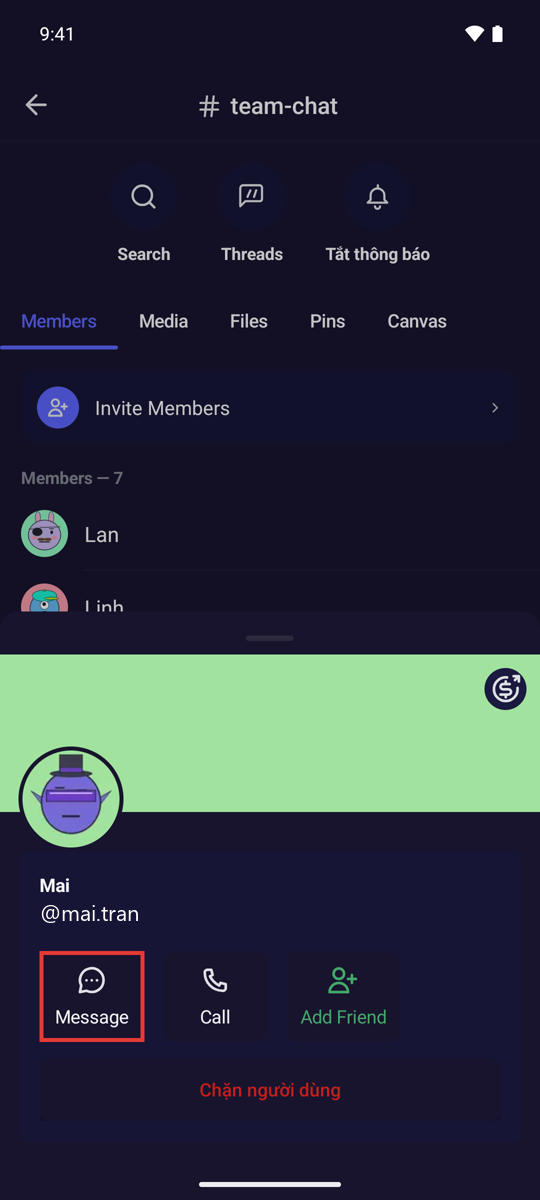 9:41
# team-chat
Search Threads Tắt thông báo
Members Media Files Pins Canvas
Invite Members
Members — 7
Lan
Linh
Mai
@mai.tran
Message Call Add Friend
Chặn người dùng